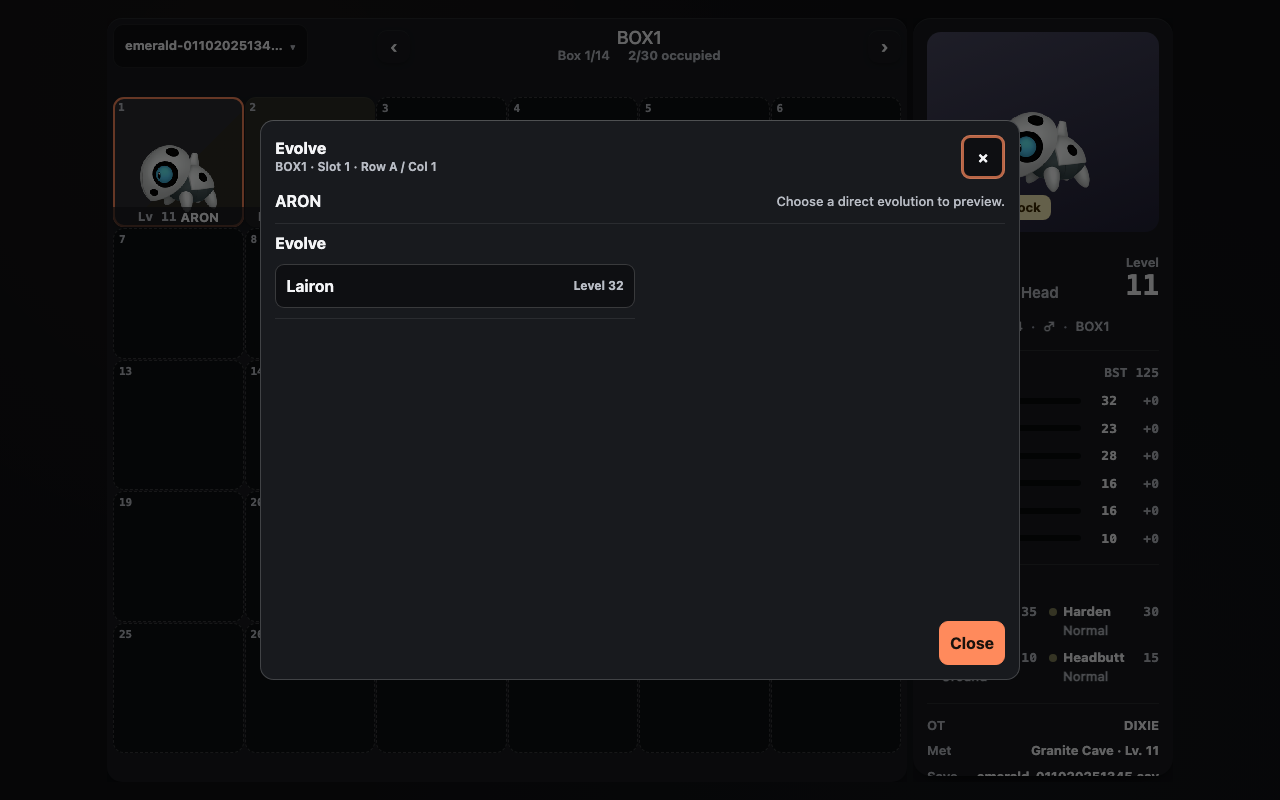 emerald-01102025134... ▾
‹
BOX1
›
Box 1/14 2/30 occupied
1
2
3
4
5
6
Lv 11 ARON
Evolve
BOX1 · Slot 1 · Row A / Col 1
×
ARON
Choose a direct evolution to preview.
Evolve
Lairon
Level 32
Close
7
8
13
19
25
Level
Head
11
· ♂ · BOX1
BST 125
32 +0
23 +0
28 +0
16 +0
16 +0
10 +0
35 Harden 30
Normal
10 Headbutt 15
Normal
OT DIXIE
Met Granite Cave · Lv. 11